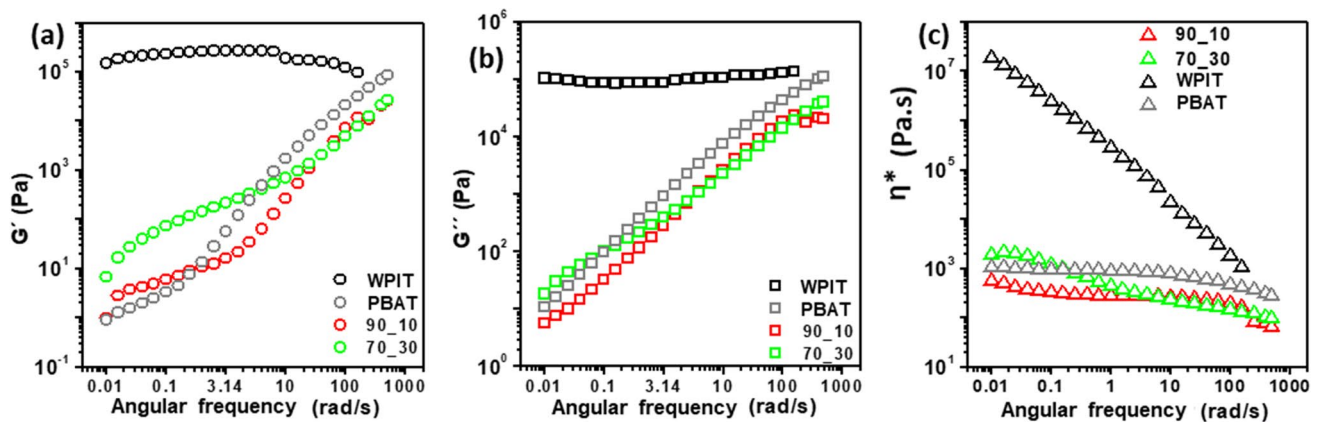 (a)
G´ (Pa)
10^5
10^3
10^1
10^-1
0.01 0.1 3.14 10 100 1000
Angular frequency (rad/s)
WPIT
PBAT
90_10
70_30
(b)
G´´ (Pa)
10^6
10^4
10^2
10^0
0.01 0.1 3.14 10 100 1000
Angular frequency (rad/s)
WPIT
PBAT
90_10
70_30
(c)
η* (Pa.s)
10^7
10^5
10^3
10^1
0.01 0.1 1 10 100 1000
Angular frequency (rad/s)
90_10
70_30
WPIT
PBAT